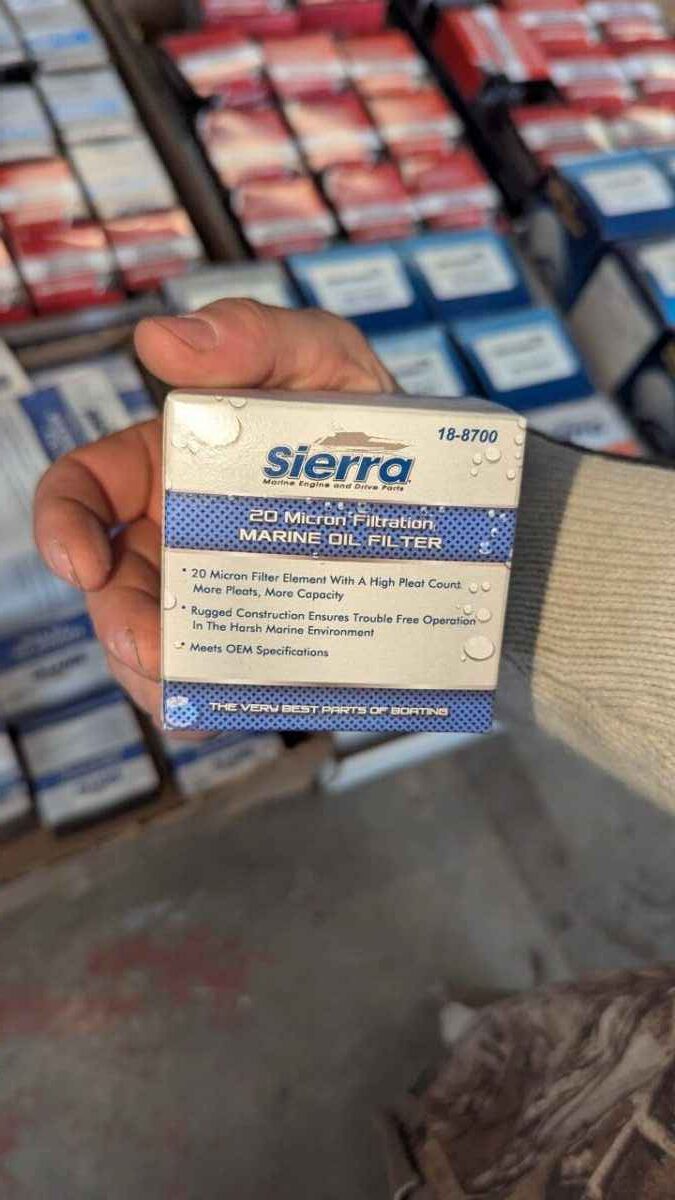 18-8700
Sierra
Marine Engine and Drive Parts
20 Micron Filtration
MARINE OIL FILTER
• 20 Micron Filter Element With A High Pleat Count.
More Pleats, More Capacity
• Rugged Construction Ensures Trouble Free Operation
In The Harsh Marine Environment
• Meets OEM Specifications
THE VERY BEST PARTS OF BOATING